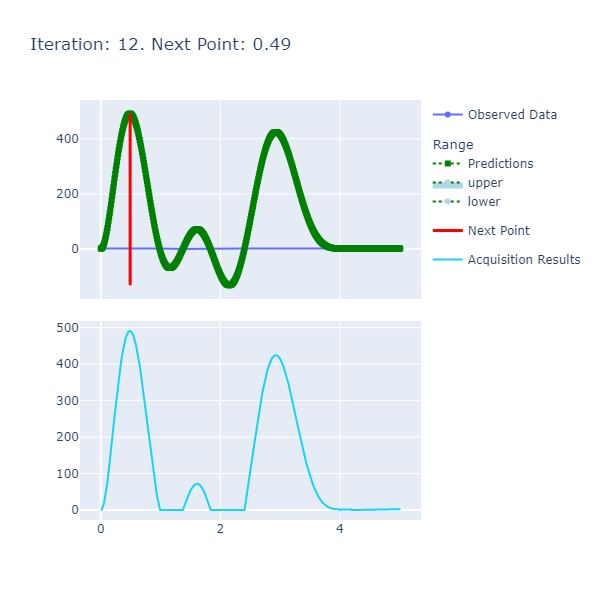 Iteration: 12. Next Point: 0.49
400
200
0
Observed Data
Range
Predictions
upper
lower
Next Point
Acquisition Results
500
400
300
200
100
0
0
2
4